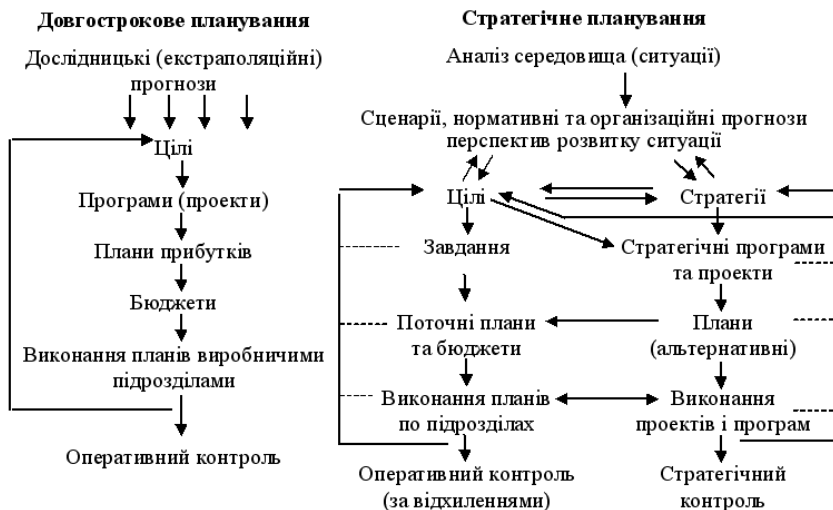 Довгострокове планування
Дослідницькі (екстраполяційні)
прогнози
Цілі
Програми (проекти)
Плани прибутків
Бюджети
Виконання планів виробничими
підрозділами
Оперативний контроль
Стратегічне планування
Аналіз середовища (ситуації)
Сценарії, нормативні та організаційні прогнози
перспектив розвитку ситуації
Цілі
Стратегії
Завдання
Стратегічні програми
та проекти
Поточні плани
та бюджети
Плани
(альтернативні)
Виконання планів
по підрозділах
Виконання
проектів і програм
Оперативний контроль
(за відхиленнями)
Стратегічний
контроль